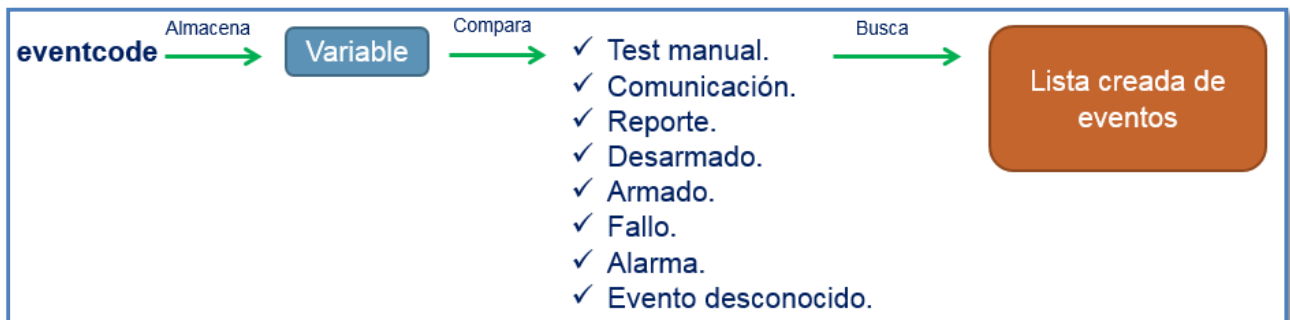 eventcode
Almacena
Variable
Compara
✓ Test manual.
✓ Comunicación.
✓ Reporte.
✓ Desarmado.
✓ Armado.
✓ Fallo.
✓ Alarma.
✓ Evento desconocido.
Busca
Lista creada de
eventos